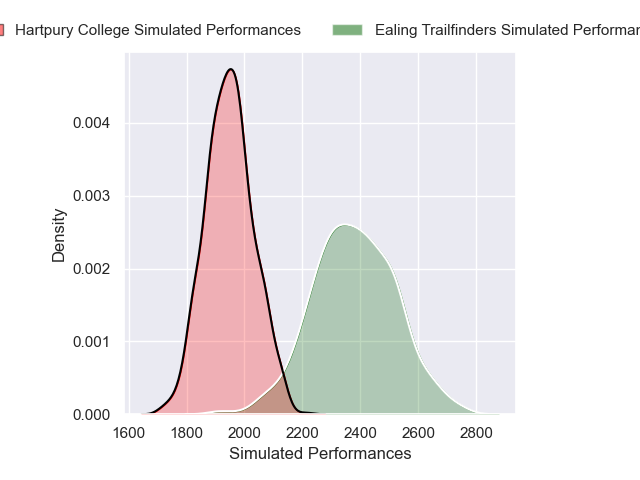 Hartpury College Simulated Performances Ealing Trailfinders Simulated
0.004
0.003
0.002
0.001
0.000
Density
1600 1800 2000 2200 2400 2600 2800
Simulated Performances